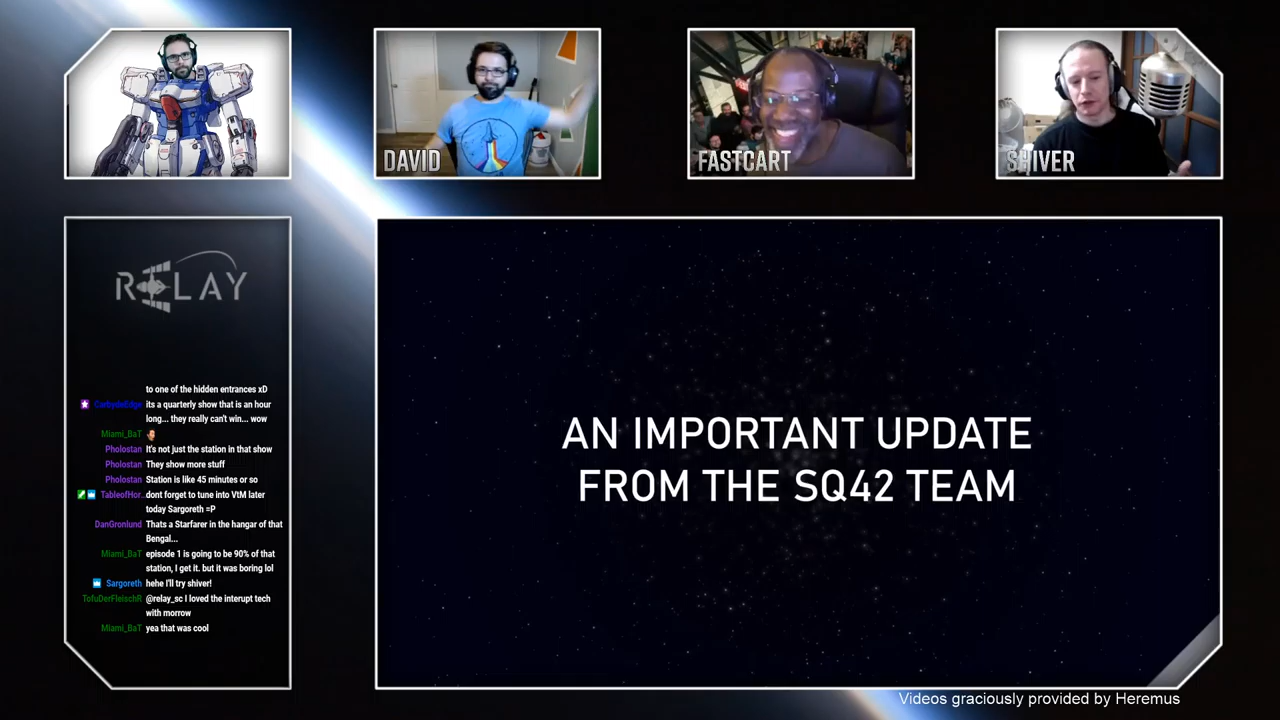 DAVID
FASTCART
SHIVER
RELAY
to one of the hidden entrances xD
CarbydeEdge its a quarterly show that is an hour
long... they really can't win... wow
Miami_BaT
Pholostan It's not just the station in that show
Pholostan They show more stuff
Pholostan Station is like 45 minutes or so
TableofHor.. dont forget to tune into VtM later
today Sargoreth =P
DanGronlund Thats a Starfarer in the hangar of that
Bengal...
Miami_BaT episode 1 is going to be 90% of that
station, I get it. but it was boring lol
Sargoreth hehe I'll try shiver!
TofuDerFleischR @relay_sc I loved the interupt tech
with morrow
Miami_BaT yea that was cool
AN IMPORTANT UPDATE
FROM THE SQ42 TEAM
Videos graciously provided by Heremus